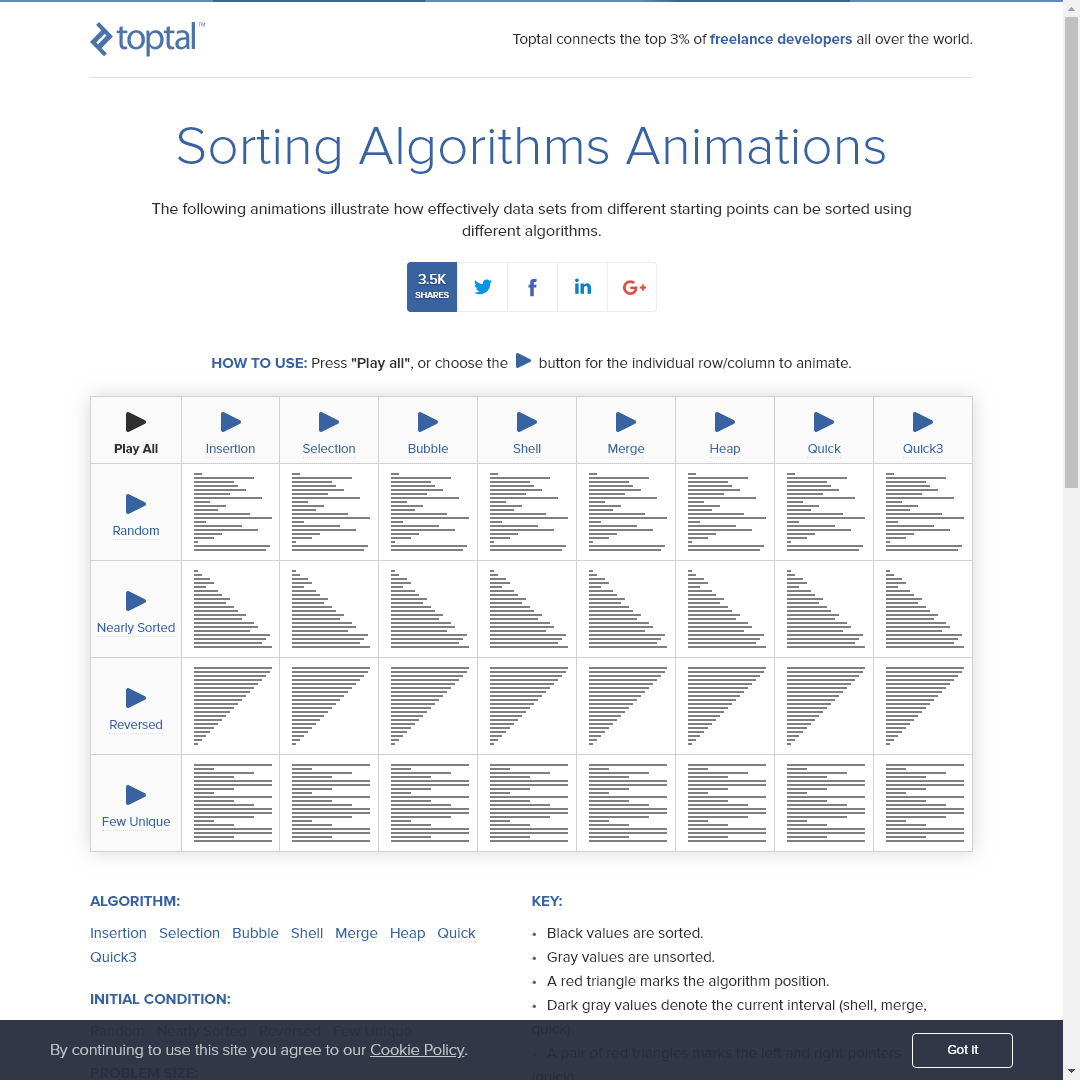 toptal™
Toptal connects the top 3% of freelance developers all over the world.
Sorting Algorithms Animations
The following animations illustrate how effectively data sets from different starting points can be sorted using
different algorithms.
3.5K
SHARES
HOW TO USE: Press "Play all", or choose the button for the individual row/column to animate.
Play All Insertion Selection Bubble Shell Merge Heap Quick Quick3
Random
Nearly Sorted
Reversed
Few Unique
ALGORITHM:
Insertion Selection Bubble Shell Merge Heap Quick
Quick3
INITIAL CONDITION:
Random Nearly Sorted Reversed Few Unique
PROBLEM SIZE:
KEY:
• Black values are sorted.
• Gray values are unsorted.
• A red triangle marks the algorithm position.
• Dark gray values denote the current interval (shell, merge,
quick).
• A pair of red triangles marks the left and right pointers
(quick).
By continuing to use this site you agree to our Cookie Policy.
Got It